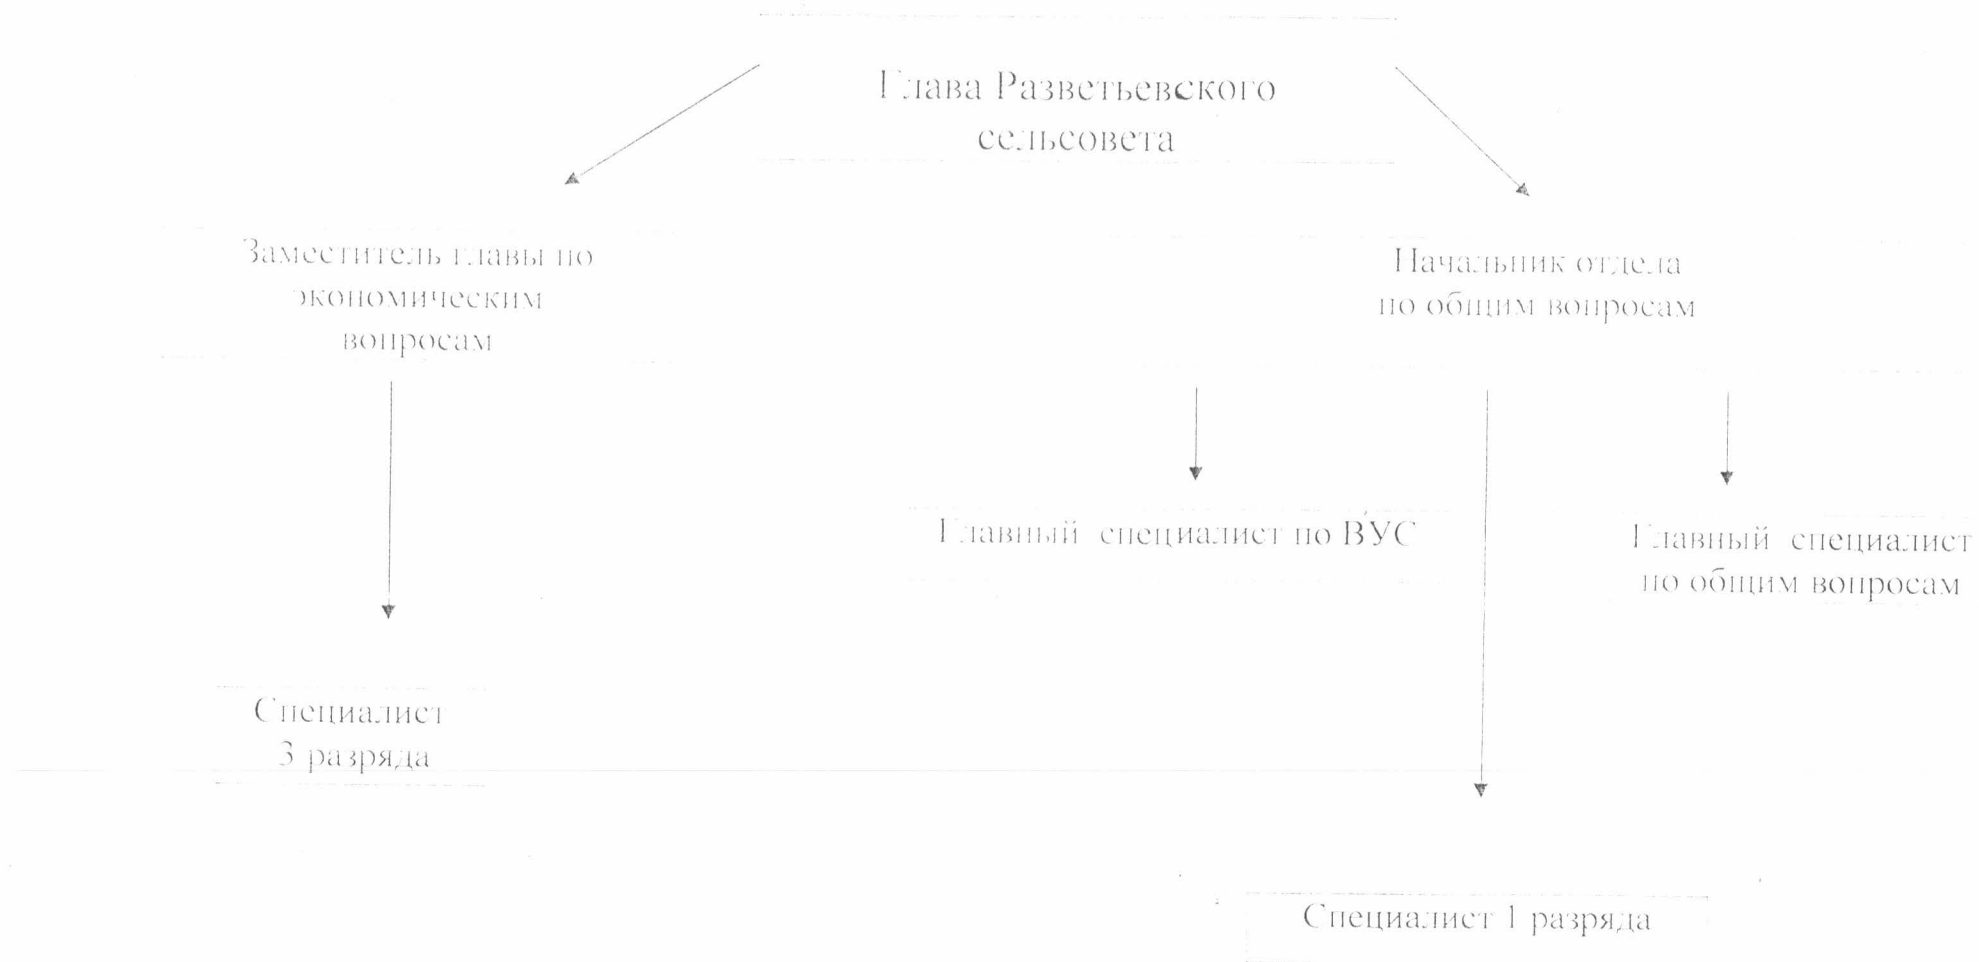 Глава Разветьевского
сельсовета
Заместитель главы по
экономическим
вопросам
Начальник отдела
по общим вопросам
Главный специалист по ВУС
Главный специалист
по общим вопросам
Специалист
3 разряда
Специалист 1 разряда